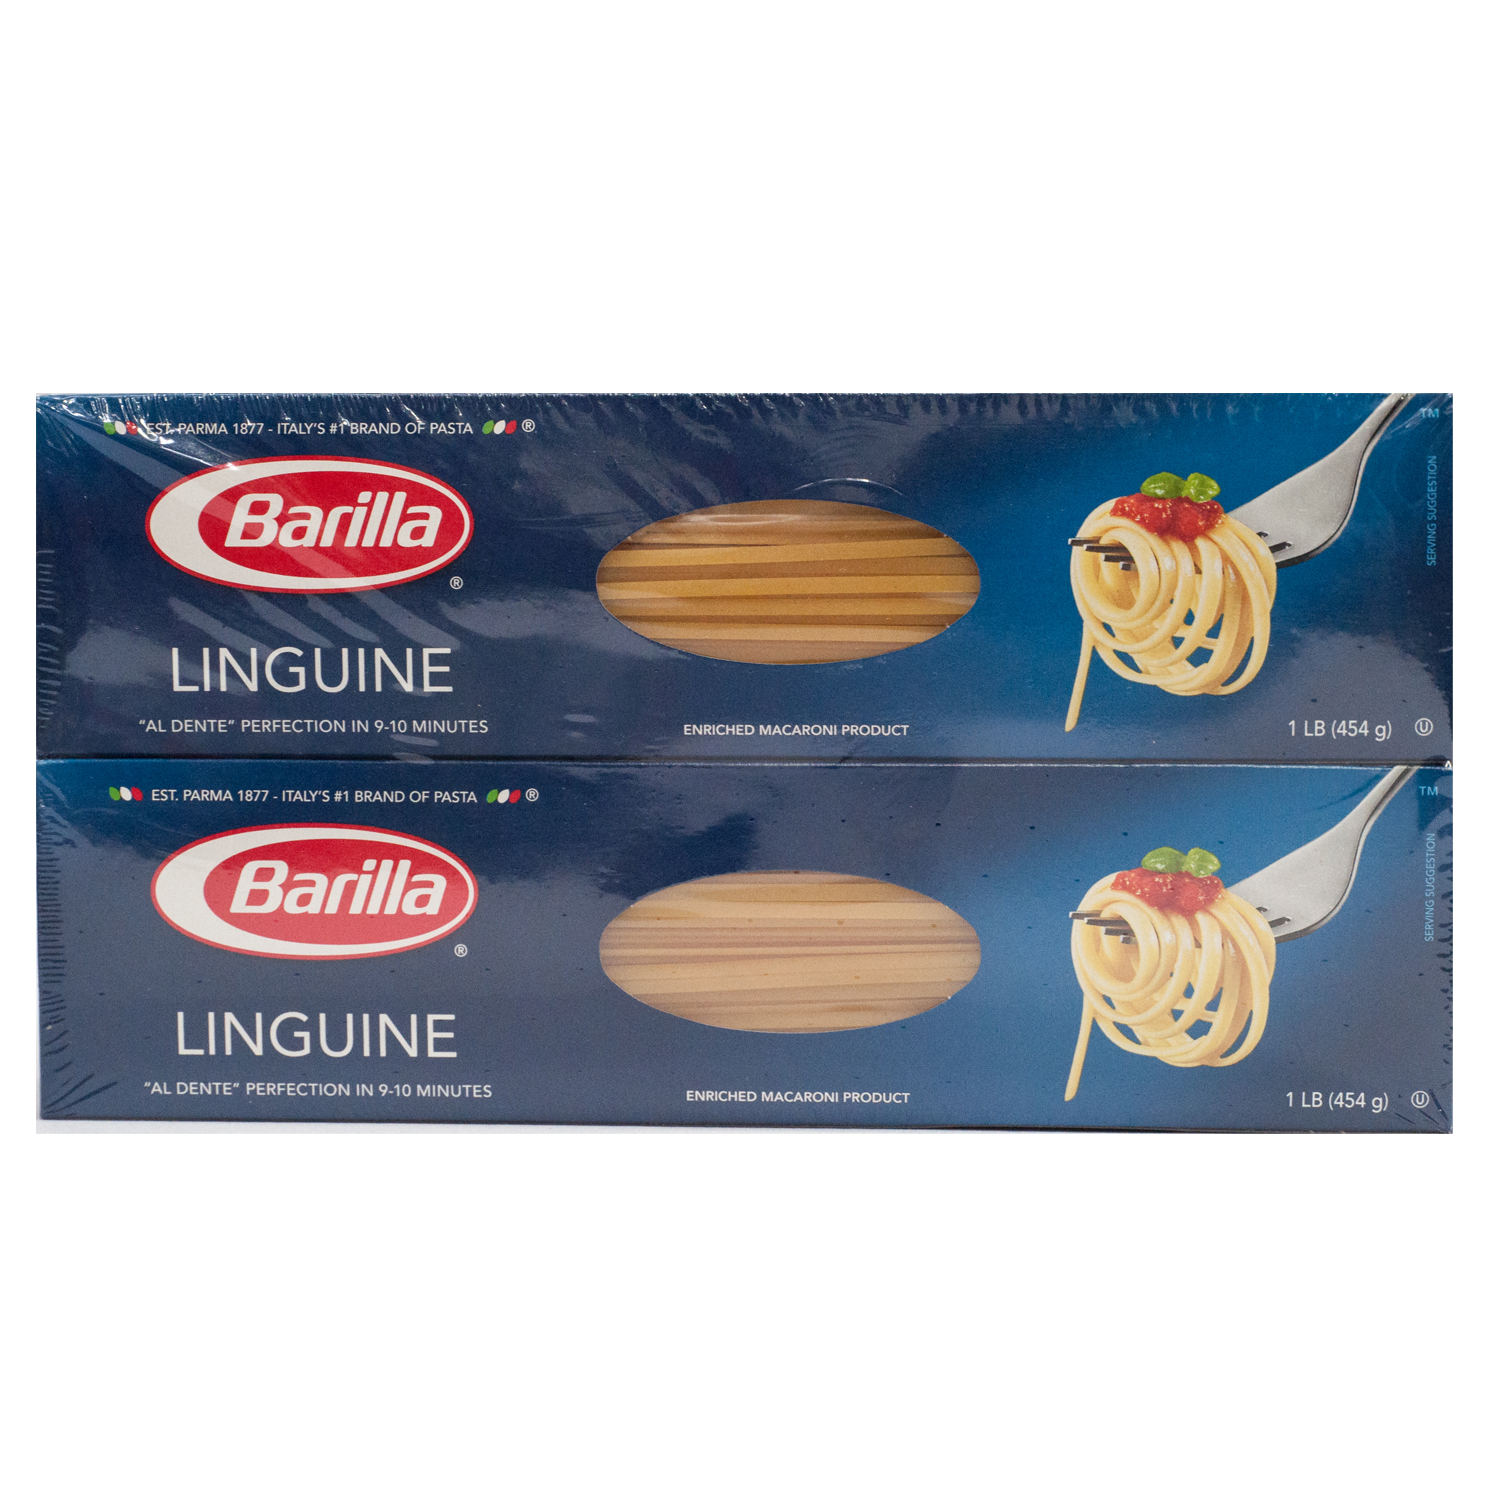 EST. PARMA 1877 - ITALY'S #1 BRAND OF PASTA ®
Barilla
®
LINGUINE
"AL DENTE" PERFECTION IN 9-10 MINUTES
ENRICHED MACARONI PRODUCT
TM
SERVING SUGGESTION
1 LB (454 g) U
EST. PARMA 1877 - ITALY'S #1 BRAND OF PASTA ®
Barilla
®
LINGUINE
"AL DENTE" PERFECTION IN 9-10 MINUTES
ENRICHED MACARONI PRODUCT
TM
SERVING SUGGESTION
1 LB (454 g) U